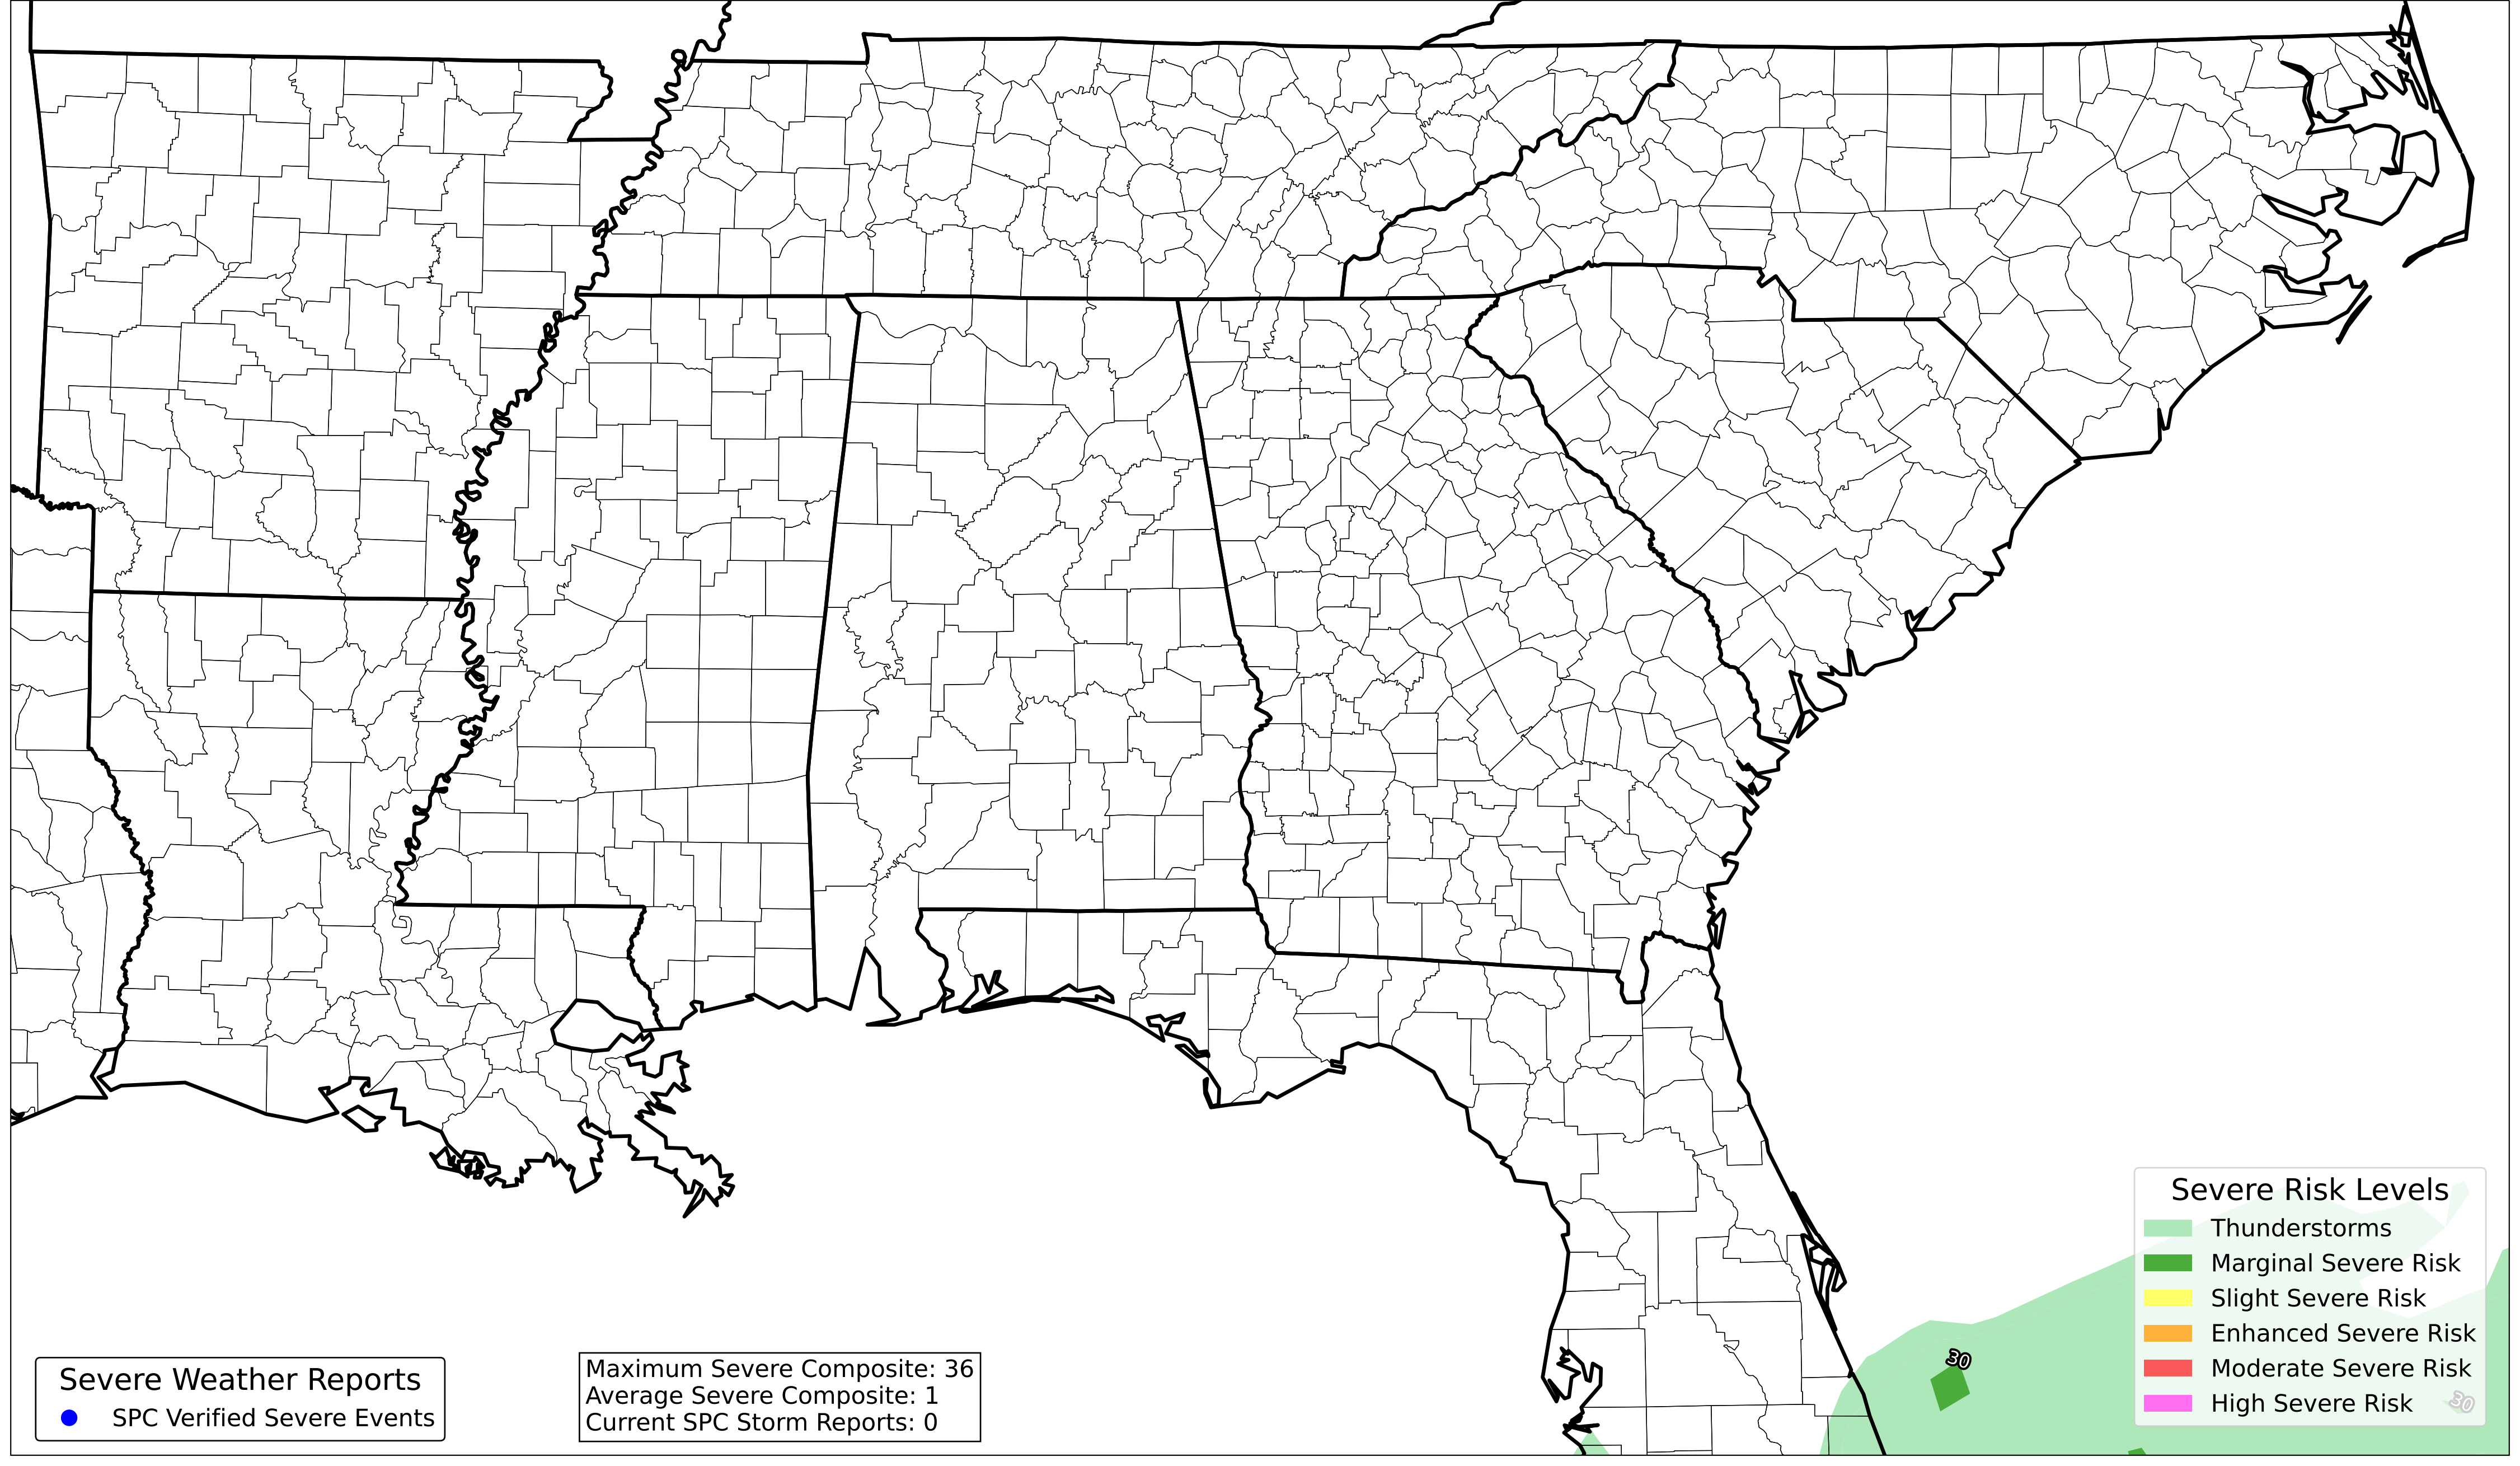 Severe Risk Levels
Thunderstorms
Marginal Severe Risk
Slight Severe Risk
Enhanced Severe Risk
Moderate Severe Risk
High Severe Risk
30
30
Severe Weather Reports
SPC Verified Severe Events
Maximum Severe Composite: 36
Average Severe Composite: 1
Current SPC Storm Reports: 0